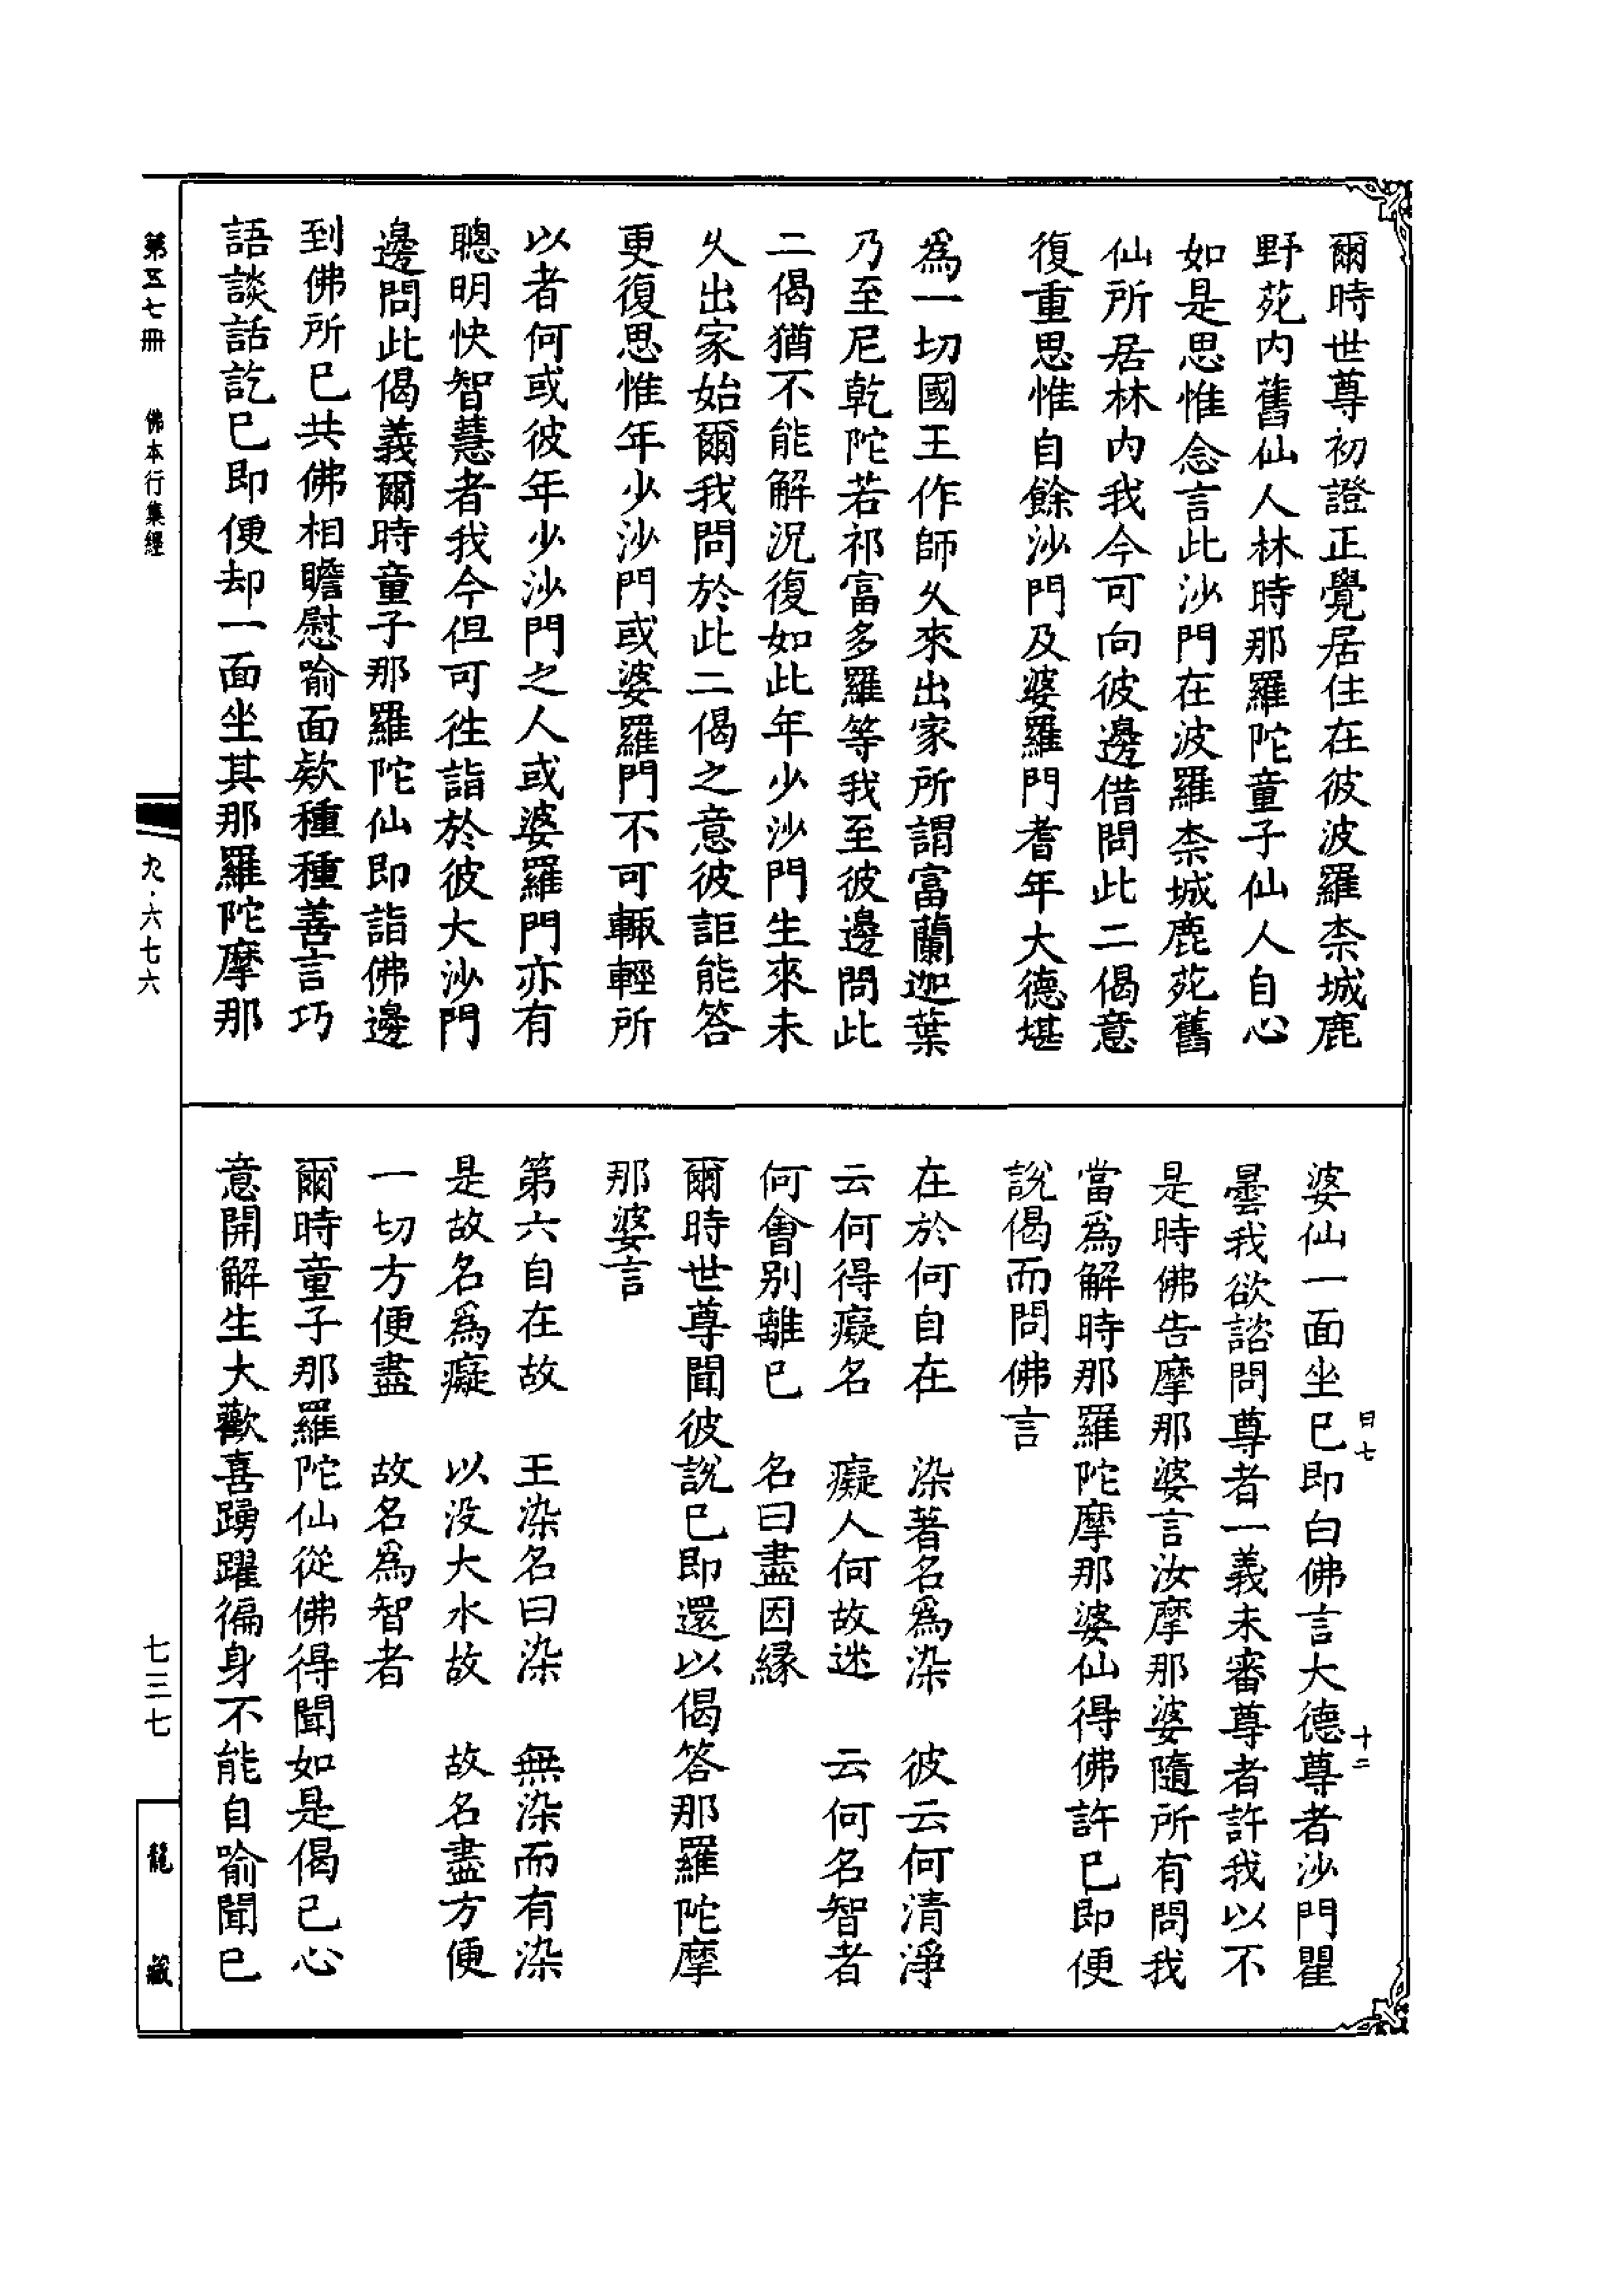 爾時世尊初證正覺居住在彼波羅柰城鹿
野苑内舊仙人林時那羅陀童子仙人自心
如是思惟念言此沙門在波羅柰城鹿苑舊
仙所居林内我今可向彼邊借問此二偈意
復重思惟自餘沙門及婆羅門耆年大德堪
爲一切國王作師久來出家所謂富蘭迦葉
乃至尼乾陀若祁富多羅等我至彼邊問此
二偈猶不能解況復如此年少沙門生來未
久出家始爾我問於此二偈之意彼詎能答
更復思惟年少沙門或婆羅門不可輙輕所
以者何或彼年少沙門之人或婆羅門亦有
聰明快智慧者我今但可往詣於彼大沙門
邊問此偈義爾時童子那羅陀仙即詣佛邊
到佛所已共佛相瞻慰喻面欵種種善言巧
語談話訖已即便却一面坐其那羅陀摩那
婆仙一面坐已即白佛言大德尊者沙門瞿
曇我欲諮問尊者一義未審尊者許我以不
是時佛告摩那婆言汝摩那婆隨所有問我
當爲解時那羅陀摩那婆仙得佛許已即便
說偈而問佛言
在於何自在　染著名爲染　彼云何清淨
云何得癡名　癡人何故迷　云何名智者
何會别離已　名曰盡因緣
爾時世尊聞彼說已即還以偈答那羅陀摩
那婆言
第六自在故　王染名曰染　無染而有染
是故名爲癡　以没大水故　故名盡方便
一切方便盡　故名為智者
爾時童子那羅陀仙從佛得聞如是偈已心
意開解生大歡喜踴躍徧身不能自喻聞已
日七
十二
第五七冊　佛本行集經
九·六七六
七三七
龍藏